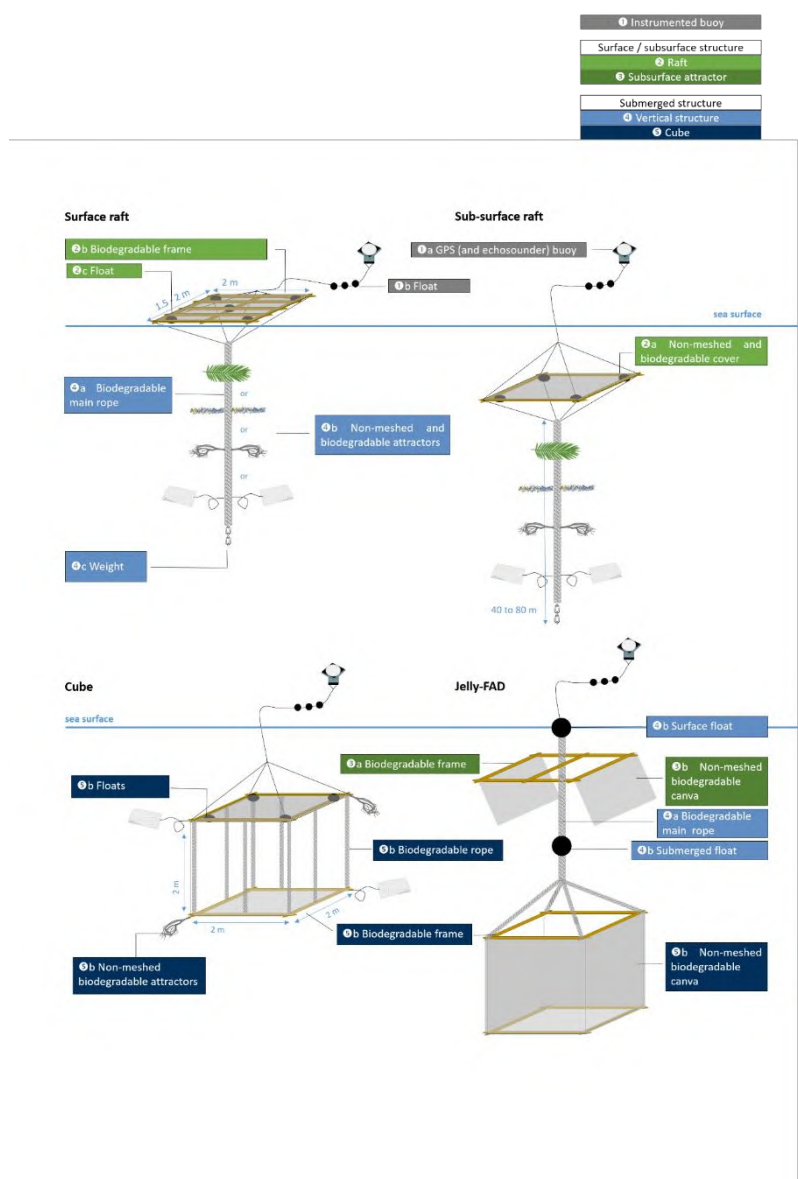 ❶ Instrumented buoy
Surface / subsurface structure
❷ Raft
❸ Subsurface attractor
Submerged structure
❹ Vertical structure
❺ Cube
Surface raft
Sub-surface raft
❷b Biodegradable frame
❷c Float
1.5 - 2 m
2 m
❶a GPS (and echosounder) buoy
❶b Float
sea surface
❷a Non-meshed and
biodegradable cover
❹a Biodegradable
main rope
or
or
❹b Non-meshed and
biodegradable attractors
or
❹c Weight
40 to 80 m
Cube
Jelly-FAD
sea surface
❹b Surface float
❸a Biodegradable frame
❸b Non-meshed
biodegradable
canva
❺b Floats
❹a Biodegradable
main rope
❹b Submerged float
❺b Biodegradable rope
2 m
2 m
2 m
❺b Biodegradable frame
❺b Non-meshed
biodegradable attractors
❺b Non-meshed
biodegradable
canva